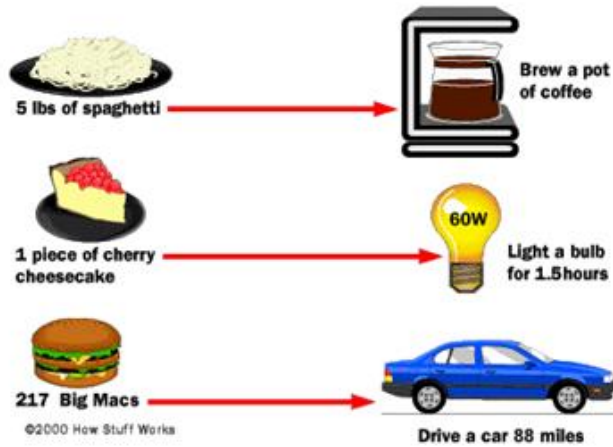 5 lbs of spaghetti
Brew a pot
of coffee
1 piece of cherry
cheesecake
60W
Light a bulb
for 1.5hours
217 Big Macs
©2000 How Stuff Works
Drive a car 88 miles